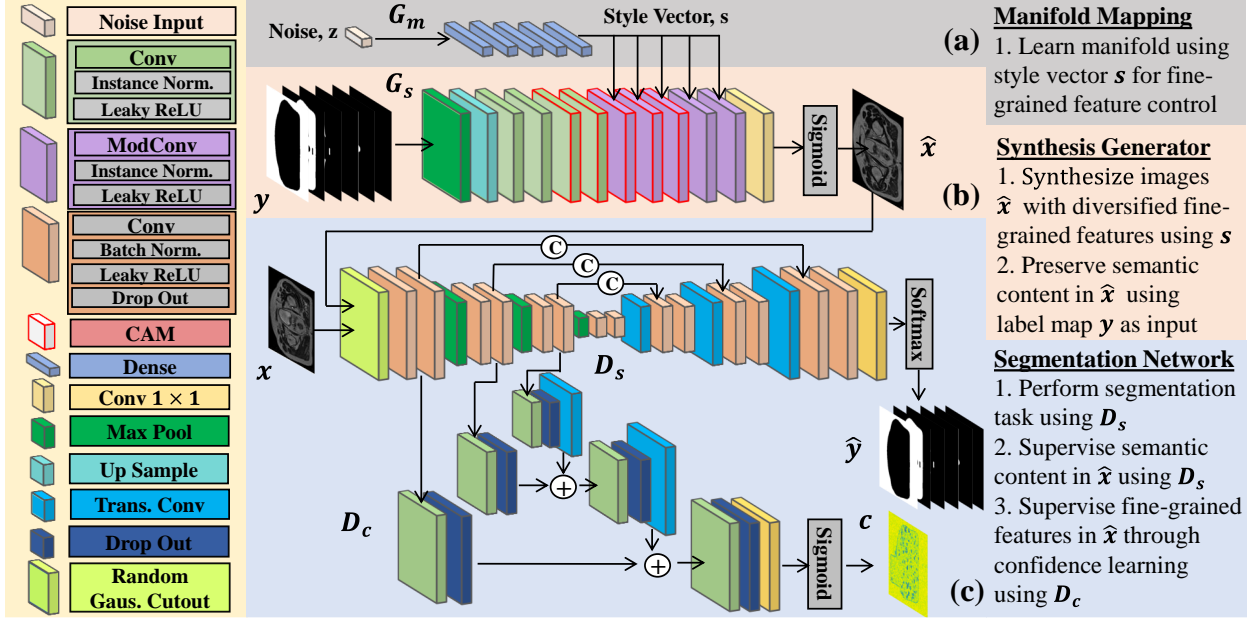 Noise Input
Conv
Instance Norm.
Leaky ReLU
ModConv
Instance Norm.
Leaky ReLU
Conv
Batch Norm.
Leaky ReLU
Drop Out
CAM
Dense
Conv 1 × 1
Max Pool
Up Sample
Trans. Conv
Drop Out
Random
Gaus. Cutout
Noise, z
G_m
Style Vector, s
(a)
G_s
y
Sigmoid
x̂
(b)
x
C
C
C
D_s
Softmax
ŷ
D_c
+
+
Sigmoid
c
(c)
Manifold Mapping
1. Learn manifold using
style vector s for fine-
grained feature control
Synthesis Generator
1. Synthesize images
x̂ with diversified fine-
grained features using s
2. Preserve semantic
content in x̂ using
label map y as input
Segmentation Network
1. Perform segmentation
task using D_s
2. Supervise semantic
content in x̂ using D_s
3. Supervise fine-grained
features in x̂ through
confidence learning
using D_c